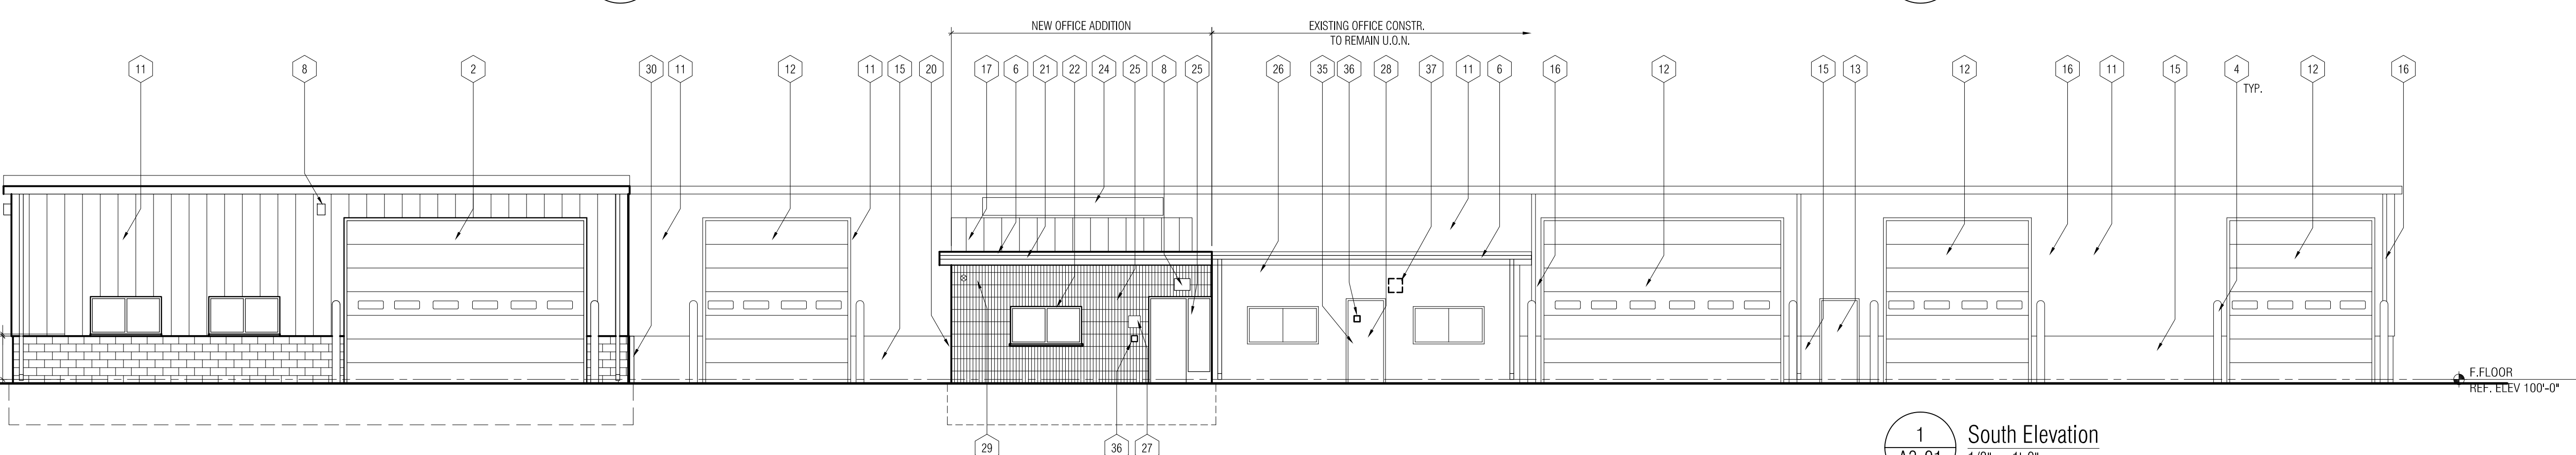 NEW OFFICE ADDITION
EXISTING OFFICE CONSTR.
TO REMAIN U.O.N.
11 8 2 30 11 12 11 15 20 17 6 21 22 24 25 8 25 26 35 36 28 37 11 6 16 12 15 13 12 16 11 15 4 12 16
TYP.
F.FLOOR
REF. ELEV 100'-0"
29 36 27
1 South Elevation